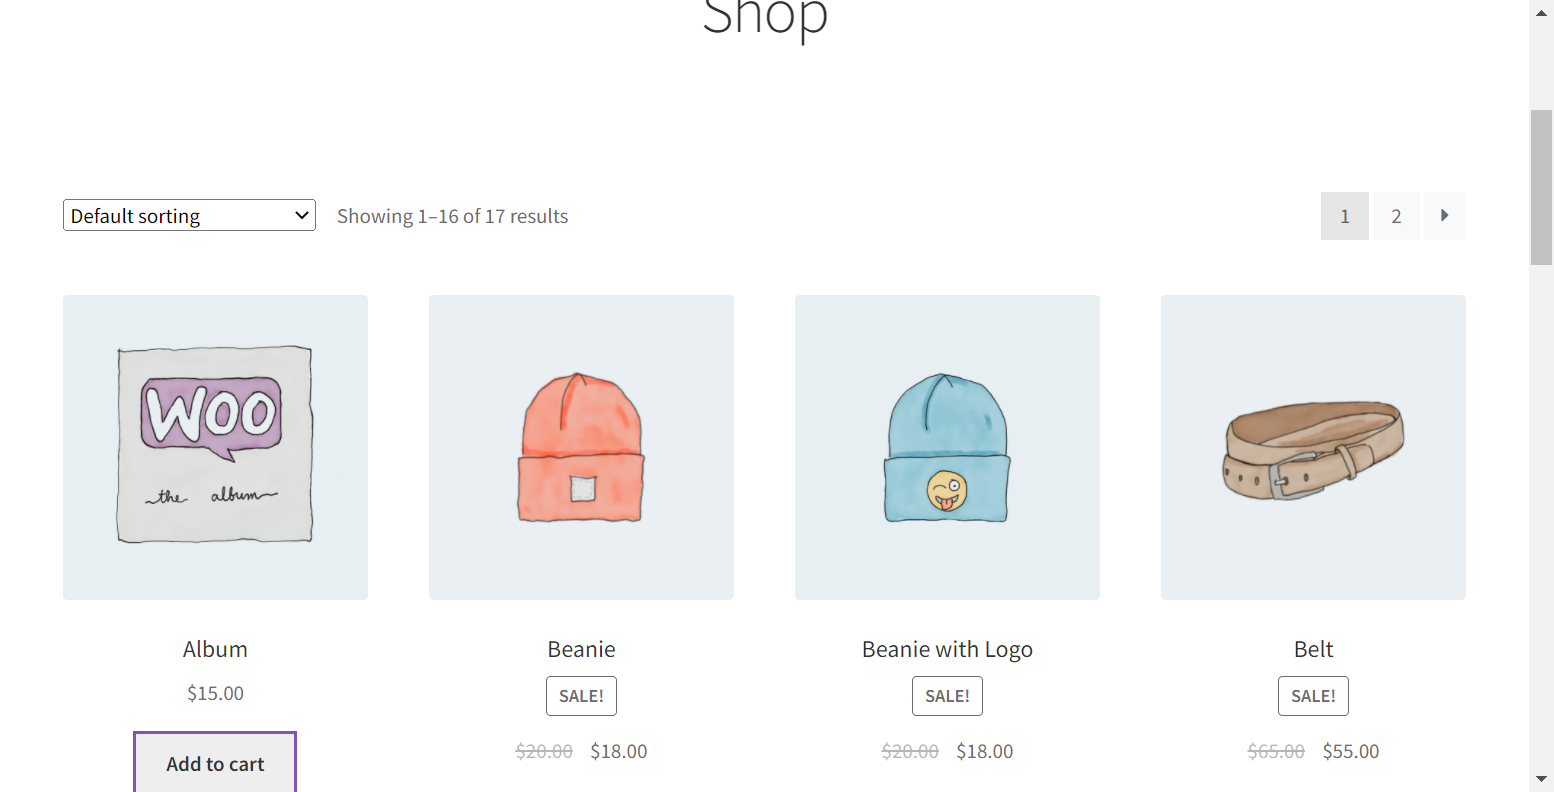 Shop
Default sorting
Showing 1–16 of 17 results
1 2
WOO
the album
Album
Beanie
Beanie with Logo
Belt
$15.00
SALE!
SALE!
SALE!
$20.00 $18.00
$20.00 $18.00
$65.00 $55.00
Add to cart